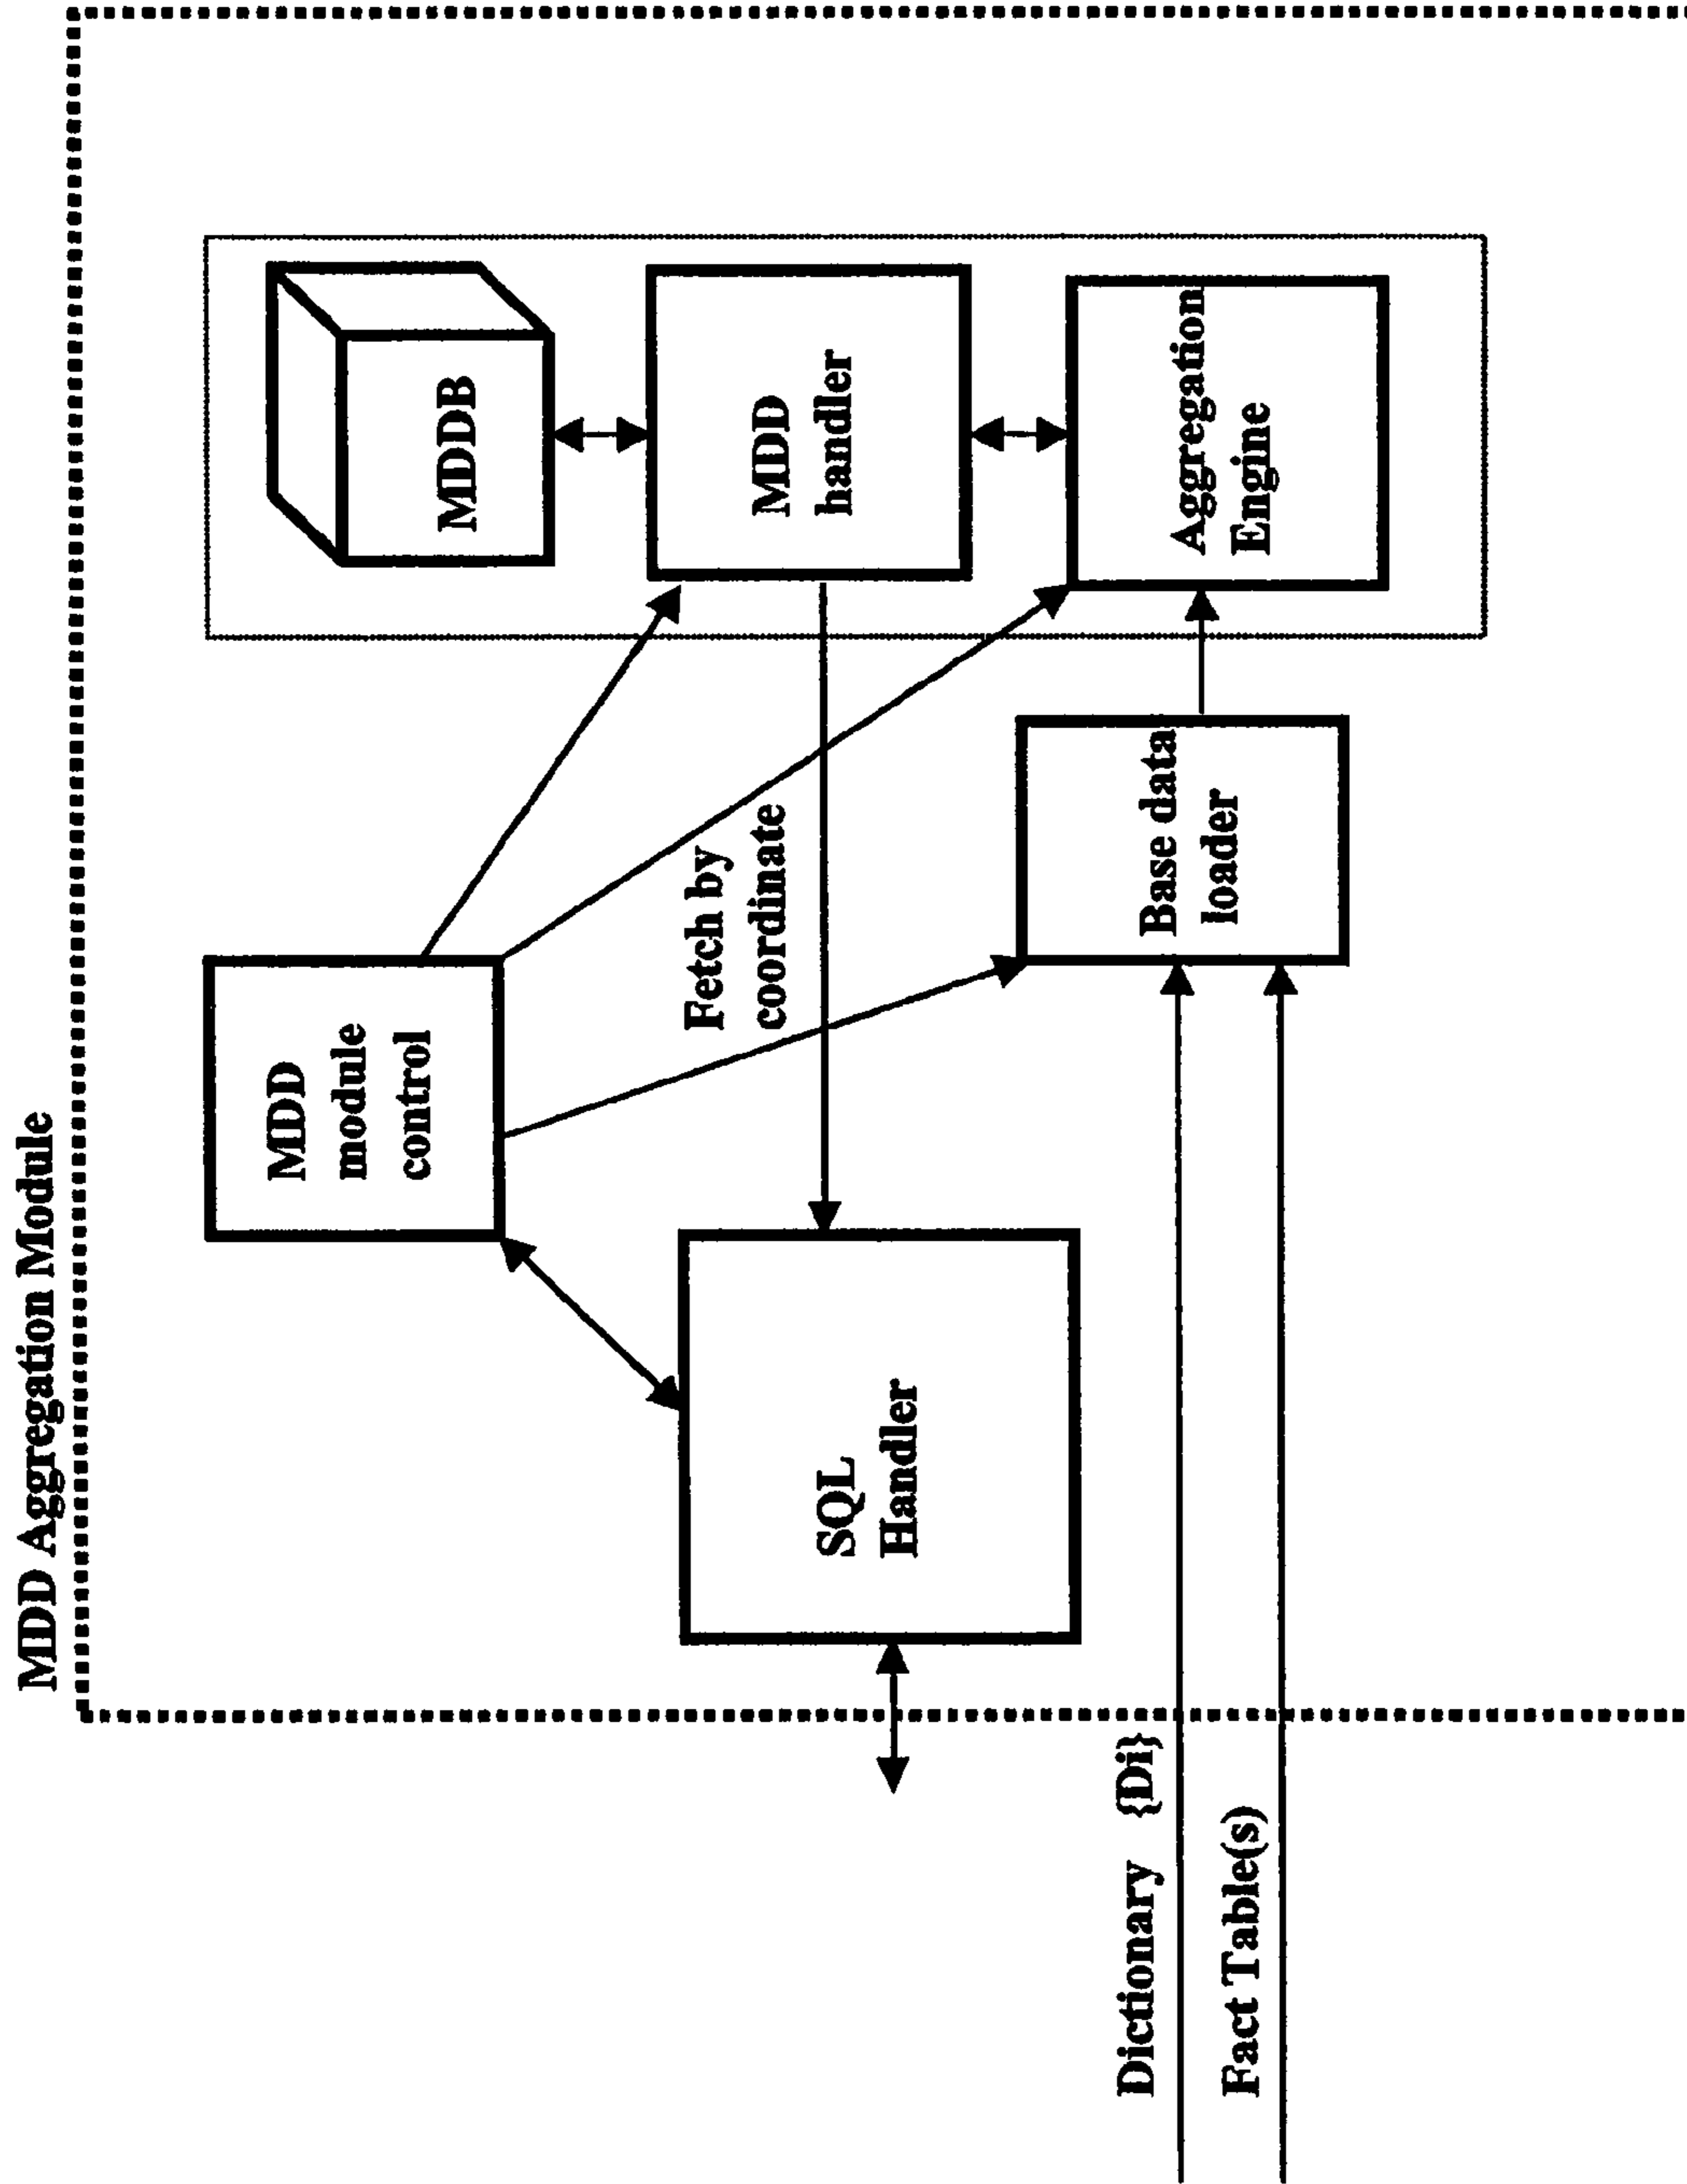 MDD Aggregation Module
MDD
module
control
MDDB
MDD
handler
Fetch by
coordinate
SQL
Handler
Base data
loader
Aggregation
Engine
Dictionary {Di}
Fact Table(s)